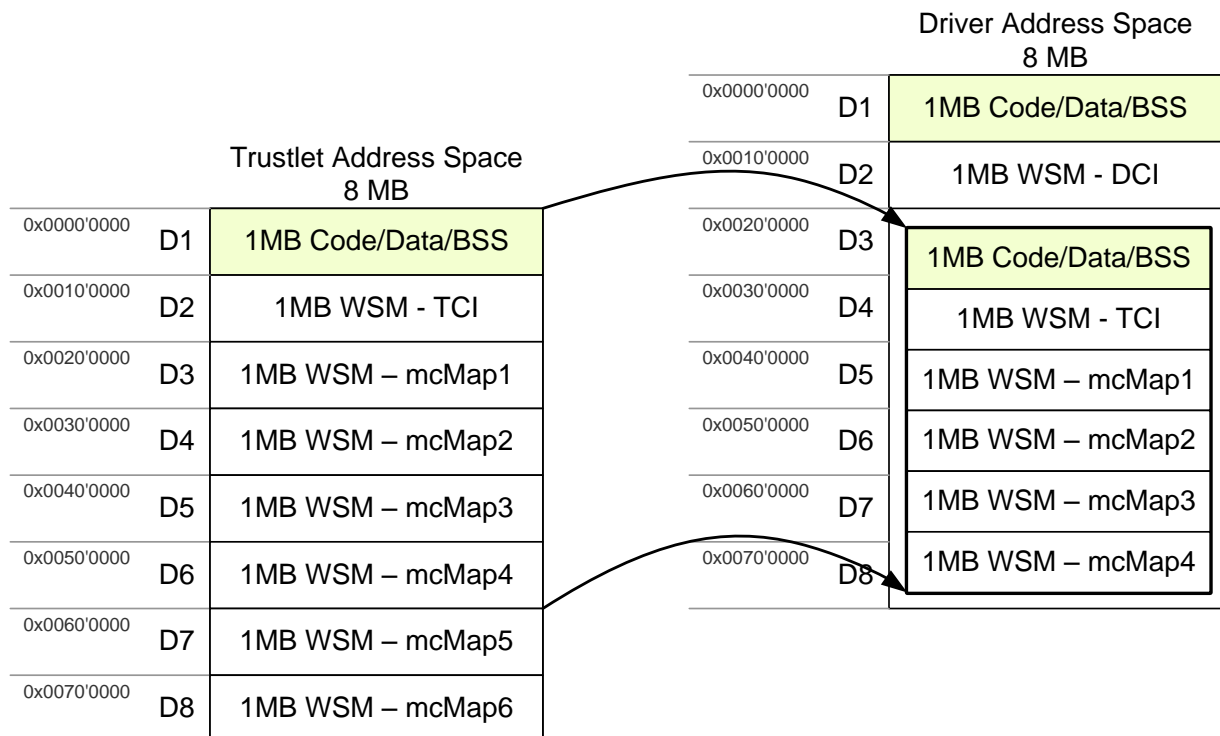 Driver Address Space
8 MB
0x0000'0000
D1
1MB Code/Data/BSS
0x0010'0000
D2
1MB WSM - DCI
0x0020'0000
D3
1MB Code/Data/BSS
0x0030'0000
D4
1MB WSM - TCI
0x0040'0000
D5
1MB WSM – mcMap1
0x0050'0000
D6
1MB WSM – mcMap2
0x0060'0000
D7
1MB WSM – mcMap3
0x0070'0000
D8
1MB WSM – mcMap4
Trustlet Address Space
8 MB
0x0000'0000
D1
1MB Code/Data/BSS
0x0010'0000
D2
1MB WSM - TCI
0x0020'0000
D3
1MB WSM – mcMap1
0x0030'0000
D4
1MB WSM – mcMap2
0x0040'0000
D5
1MB WSM – mcMap3
0x0050'0000
D6
1MB WSM – mcMap4
0x0060'0000
D7
1MB WSM – mcMap5
0x0070'0000
D8
1MB WSM – mcMap6